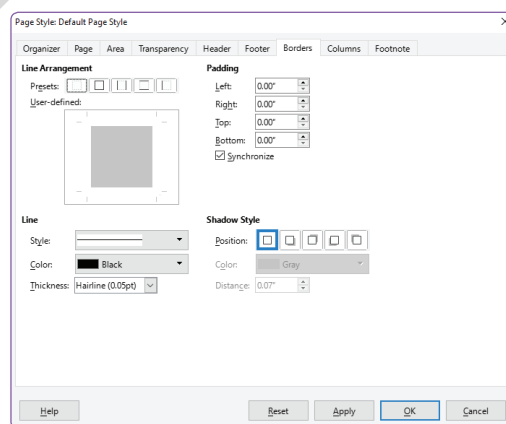 Page Style: Default Page Style
Organizer Page Area Transparency Header Footer Borders Columns Footnote
Line Arrangement
Presets:
User-defined:
Padding
Left: 0.00"
Right: 0.00"
Top: 0.00"
Bottom: 0.00"
Synchronize
Line
Style:
Color: Black
Thickness: Hairline (0.05pt)
Shadow Style
Position:
Color: Gray
Distance: 0.07"
Help Reset Apply OK Cancel